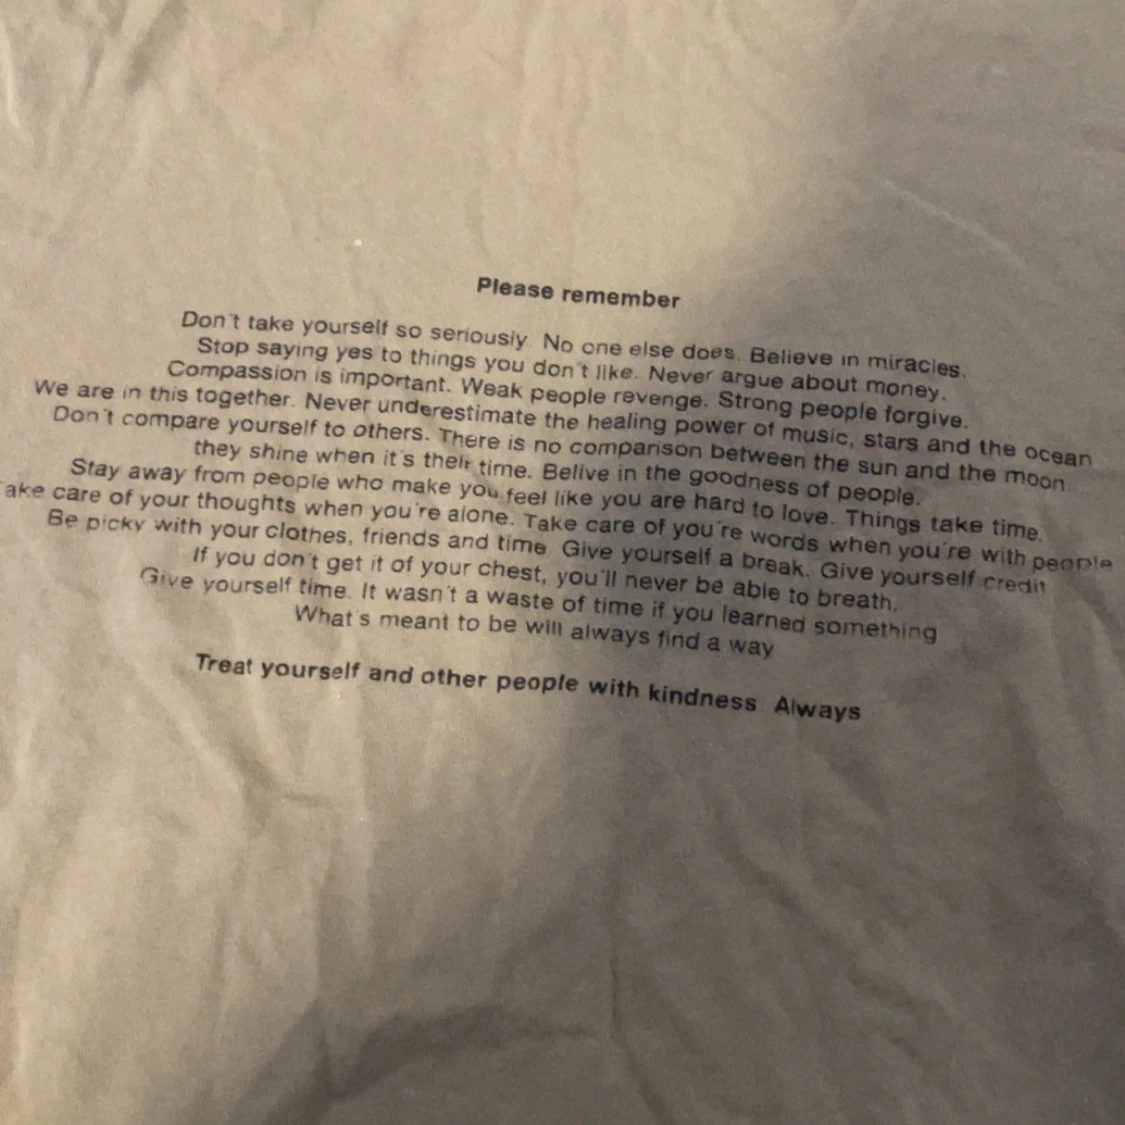 Please remember
Don't take yourself so seriously. No one else does. Believe in miracles.
Stop saying yes to things you don't like. Never argue about money.
Compassion is important. Weak people revenge. Strong people forgive.
We are in this together. Never underestimate the healing power of music, stars and the ocean
Don't compare yourself to others. There is no comparison between the sun and the moon
they shine when it's their time. Belive in the goodness of people.
Stay away from people who make you feel like you are hard to love. Things take time.
Take care of your thoughts when you're alone. Take care of you're words when you're with people
Be picky with your clothes, friends and time. Give yourself a break. Give yourself credit
If you don't get it of your chest, you'll never be able to breath.
Give yourself time. It wasn't a waste of time if you learned something
What's meant to be will always find a way
Treat yourself and other people with kindness. Always